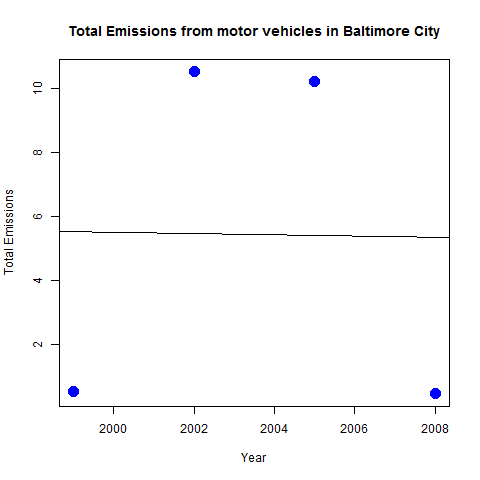 Total Emissions from motor vehicles in Baltimore City
Total Emissions
10
8
6
4
2
2000 2002 2004 2006 2008
Year